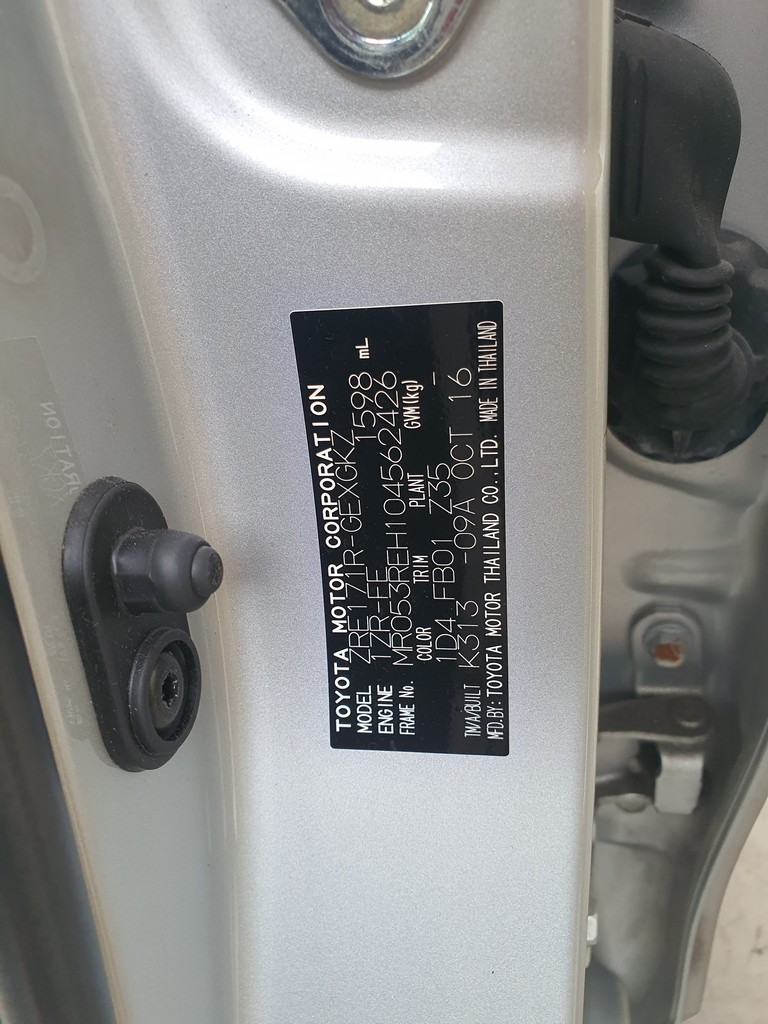 TOYOTA MOTOR CORPORATION
MODEL ZRE171R-GEXGKZ
ENGINE 1ZR-FE 1598 mL
FRAME No. MR053REH104562426
COLOR TRIM PLANT GVM(kg)
1D4 FB01 Z35 -
TM/A/BUILT K313 -09A OCT 16
MFD.BY: TOYOTA MOTOR THAILAND CO.,LTD. MADE IN THAILAND